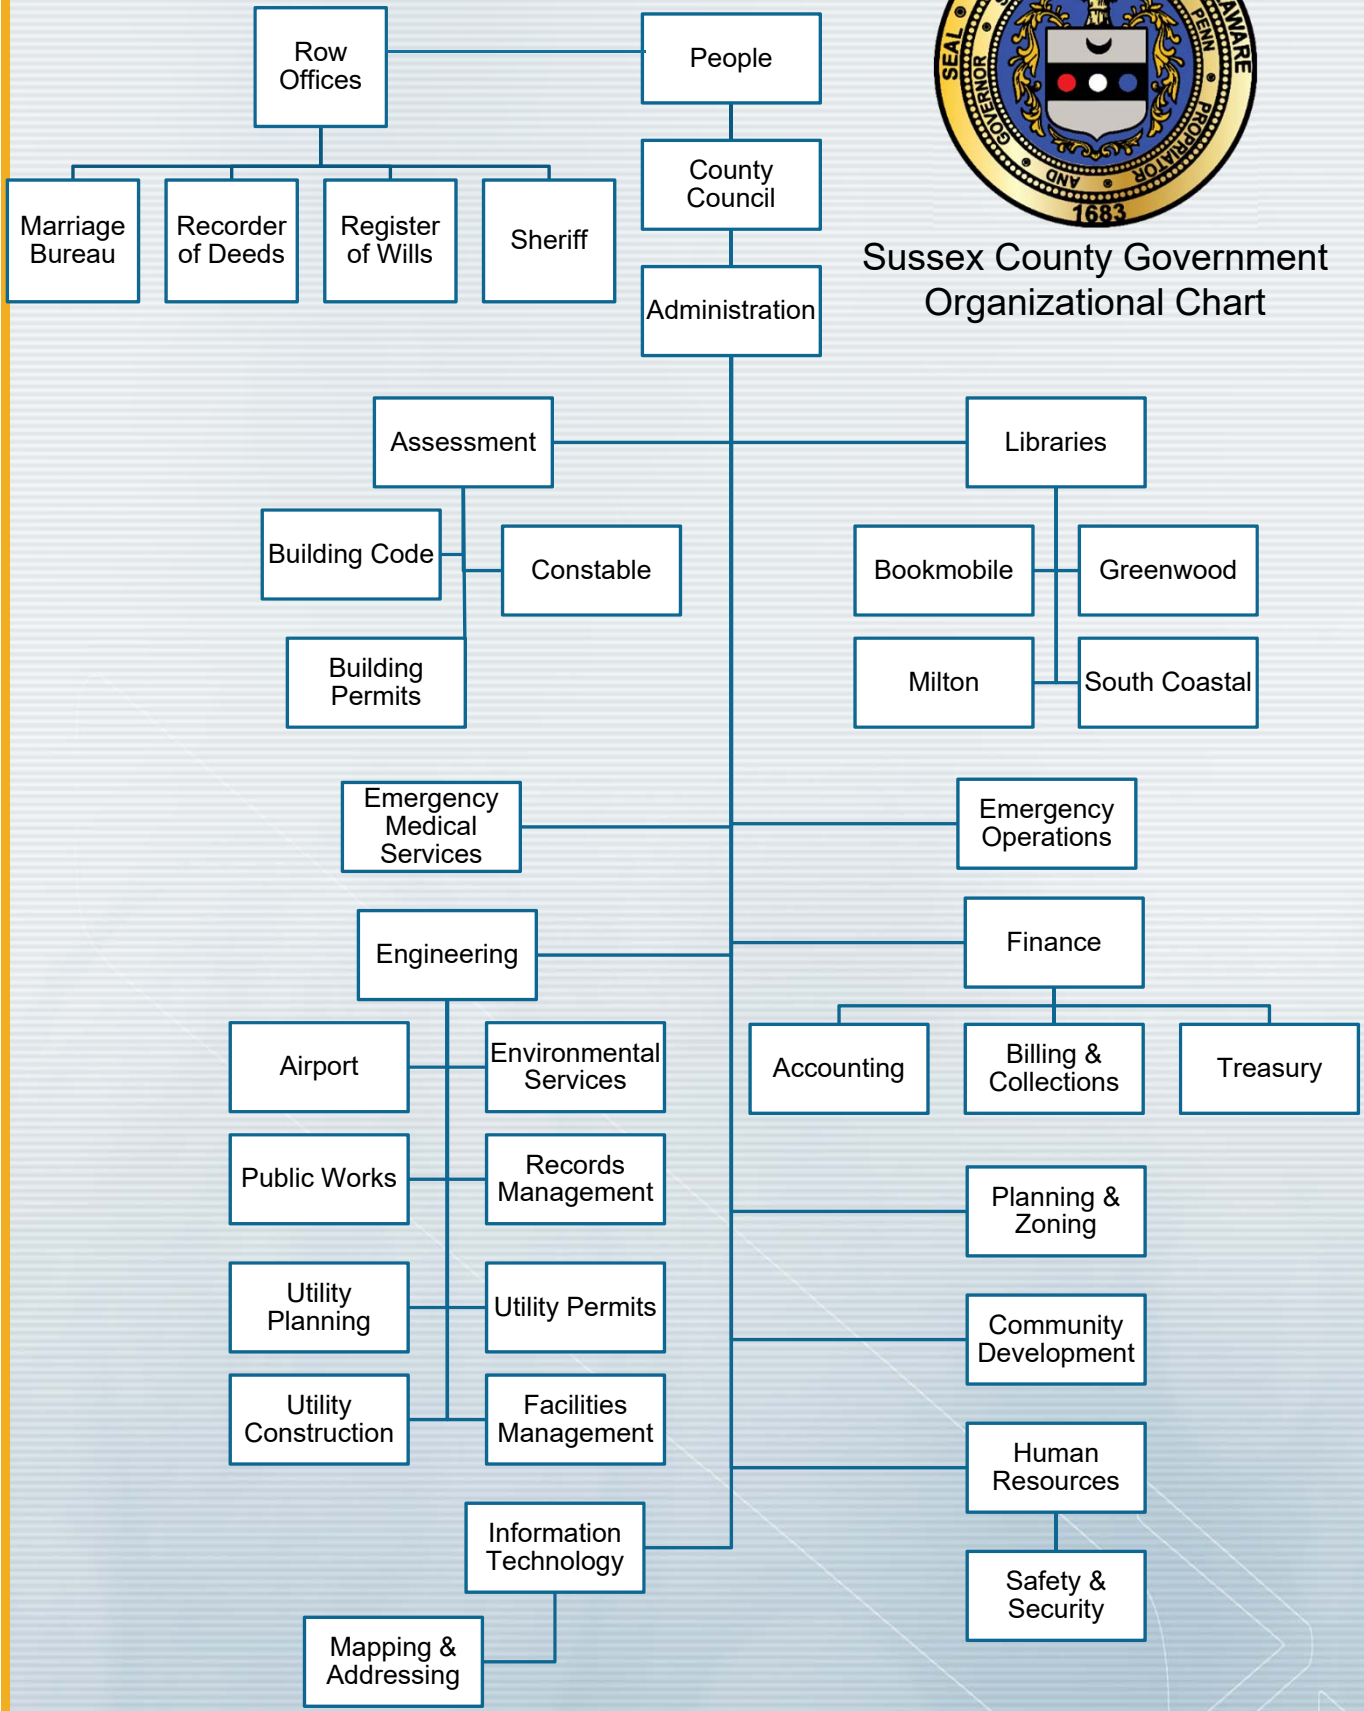 Row
Offices
People
SEAL
DELAWARE
GOVERNOR
AND
PROPRIATOR
PENN
1683
County
Council
Marriage
Bureau
Recorder
of Deeds
Register
of Wills
Sheriff
Sussex County Government
Organizational Chart
Administration
Assessment
Libraries
Building Code
Constable
Bookmobile
Greenwood
Building
Permits
Milton
South Coastal
Emergency
Medical
Services
Emergency
Operations
Engineering
Finance
Airport
Environmental
Services
Accounting
Billing &
Collections
Treasury
Public Works
Records
Management
Planning &
Zoning
Utility
Planning
Utility Permits
Community
Development
Utility
Construction
Facilities
Management
Human
Resources
Information
Technology
Safety &
Security
Mapping &
Addressing